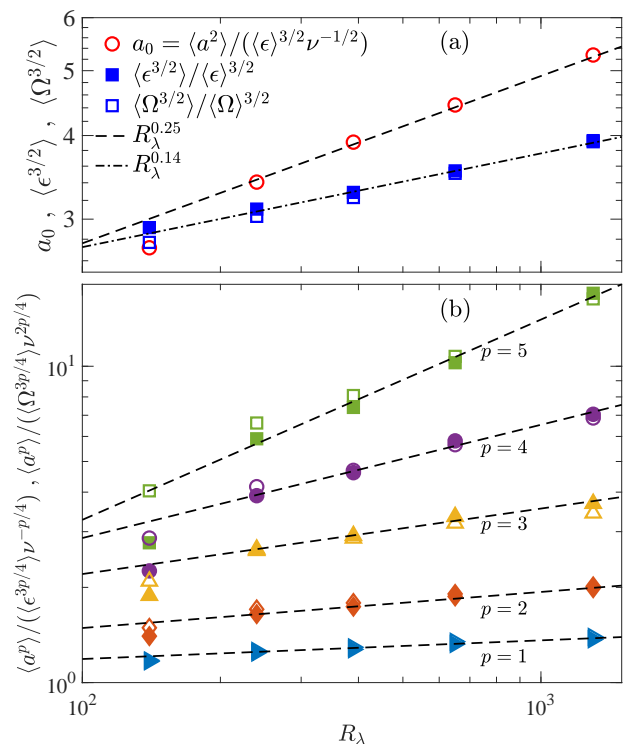 6
5
4
3
a₀ , ⟨ϵ^{3/2}⟩ , ⟨Ω^{3/2}⟩
(a)
a₀ = ⟨a²⟩/(⟨ϵ⟩^{3/2}ν^{-1/2})
⟨ϵ^{3/2}⟩/⟨ϵ⟩^{3/2}
⟨Ω^{3/2}⟩/⟨Ω⟩^{3/2}
R_λ^{0.25}
R_λ^{0.14}
(b)
⟨a^p⟩/(⟨ϵ^{3p/4}⟩ν^{-p/4}) , ⟨a^p⟩/(⟨Ω^{3p/4}⟩ν^{2p/4})
10¹
10⁰
p = 5
p = 4
p = 3
p = 2
p = 1
10² 10³
R_λ